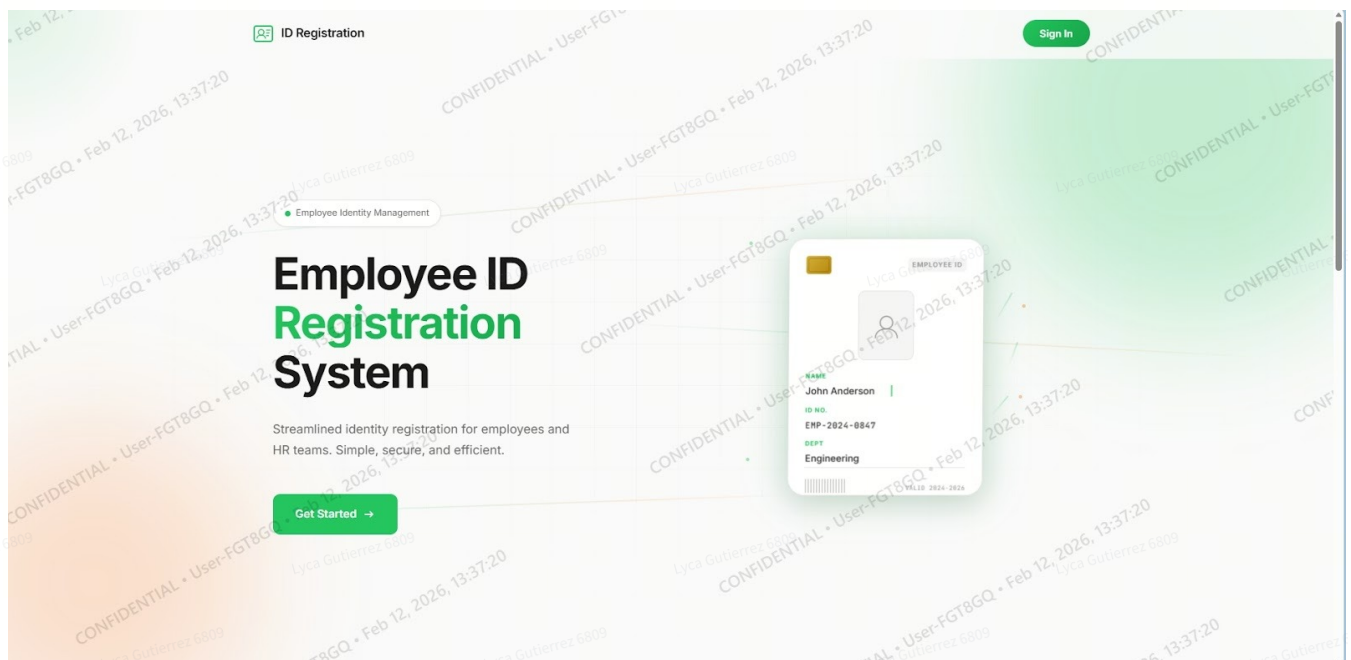 ID Registration
Sign In
Employee Identity Management
Employee ID
Registration
System
Streamlined identity registration for employees and
HR teams. Simple, secure, and efficient.
Get Started →
EMPLOYEE ID
NAME
John Anderson
ID NO.
EMP-2024-0847
DEPT
Engineering
VALID 2024-2026
CONFIDENTIAL • User-FGT8GQ • Feb 12, 2026, 13:37:20
Lyca Gutierrez 6809